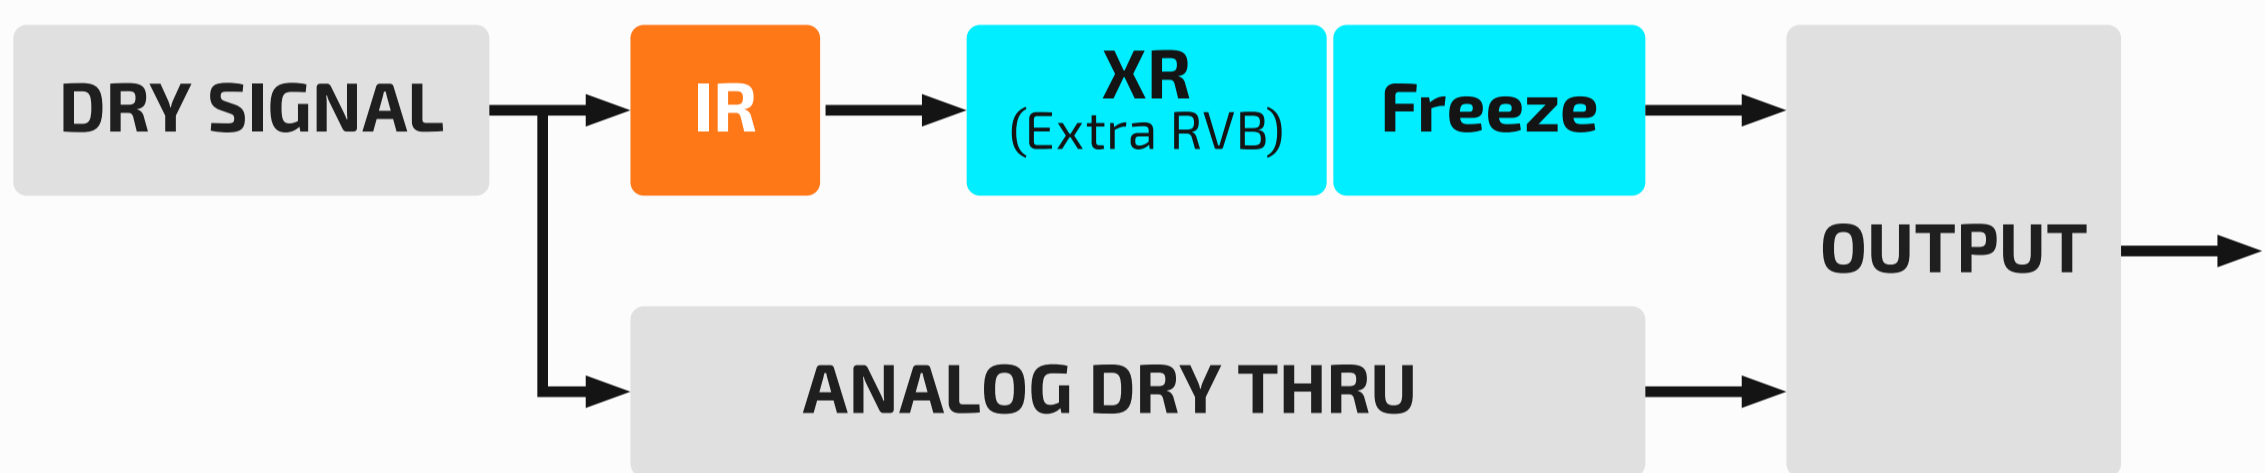 DRY SIGNAL
IR
XR
(Extra RVB)
Freeze
OUTPUT
ANALOG DRY THRU